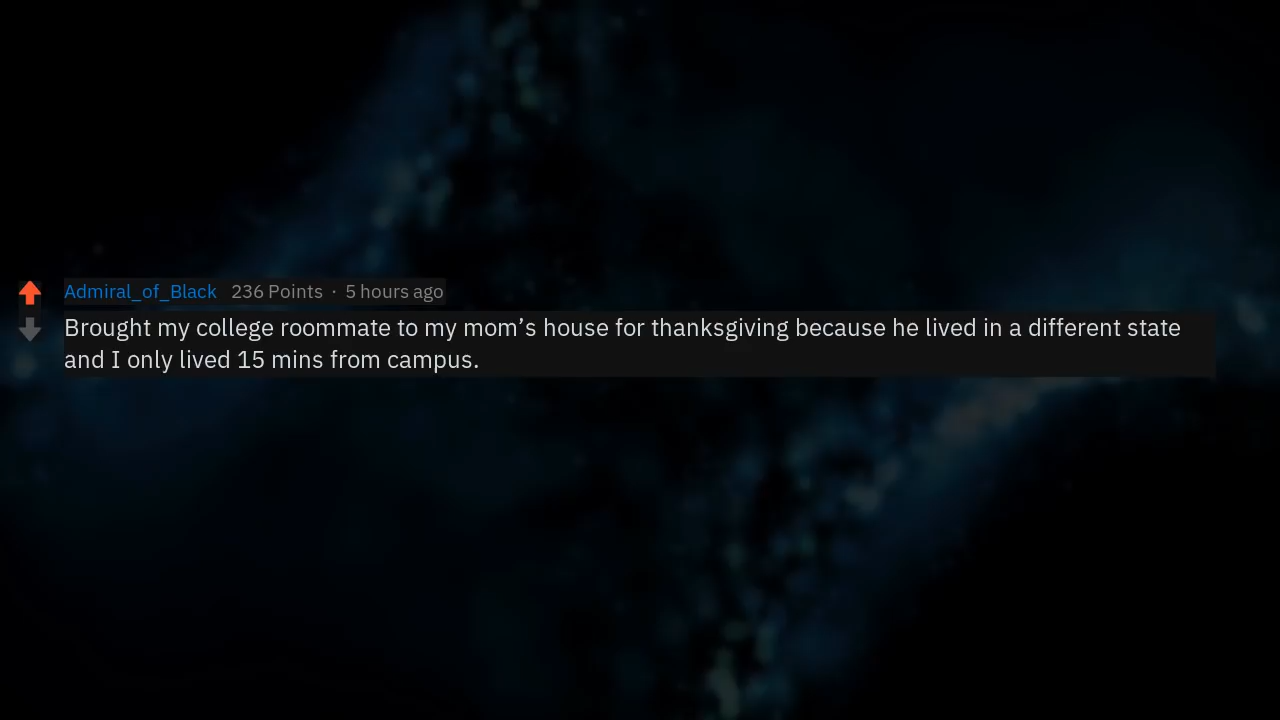 Admiral_of_Black 236 Points · 5 hours ago
Brought my college roommate to my mom’s house for thanksgiving because he lived in a different state
and I only lived 15 mins from campus.